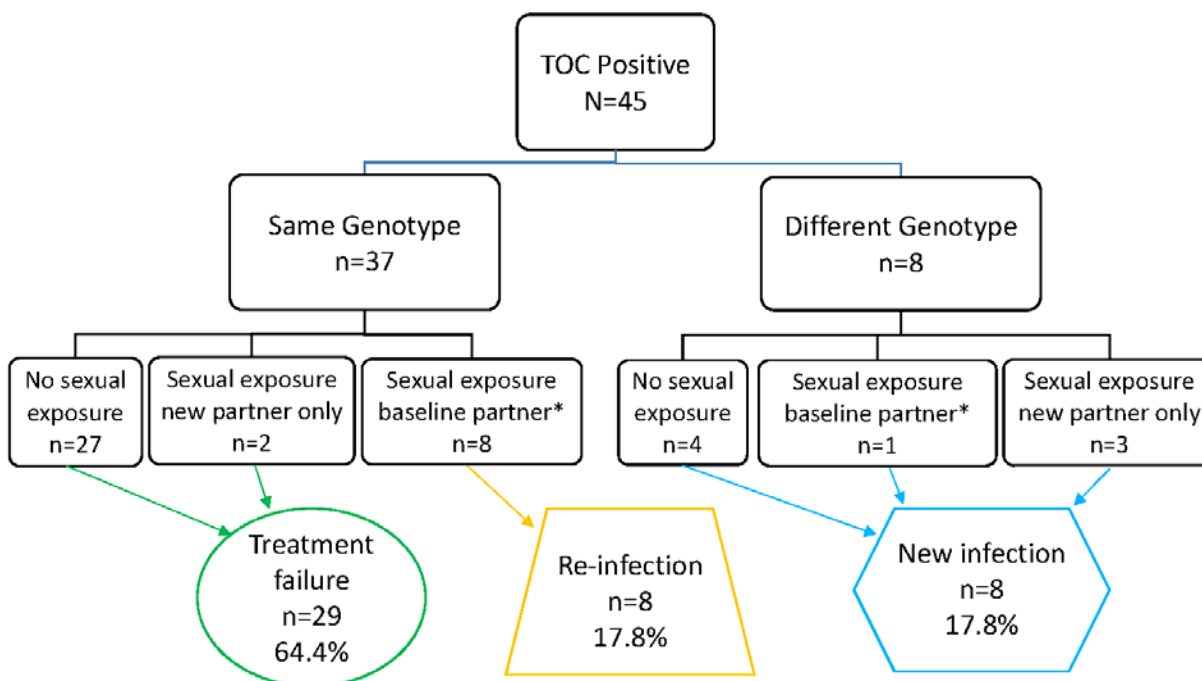 TOC Positive
N=45
Same Genotype
n=37
Different Genotype
n=8
No sexual
exposure
n=27
Sexual exposure
new partner only
n=2
Sexual exposure
baseline partner*
n=8
No sexual
exposure
n=4
Sexual exposure
baseline partner*
n=1
Sexual exposure
new partner only
n=3
Treatment
failure
n=29
64.4%
Re-infection
n=8
17.8%
New infection
n=8
17.8%